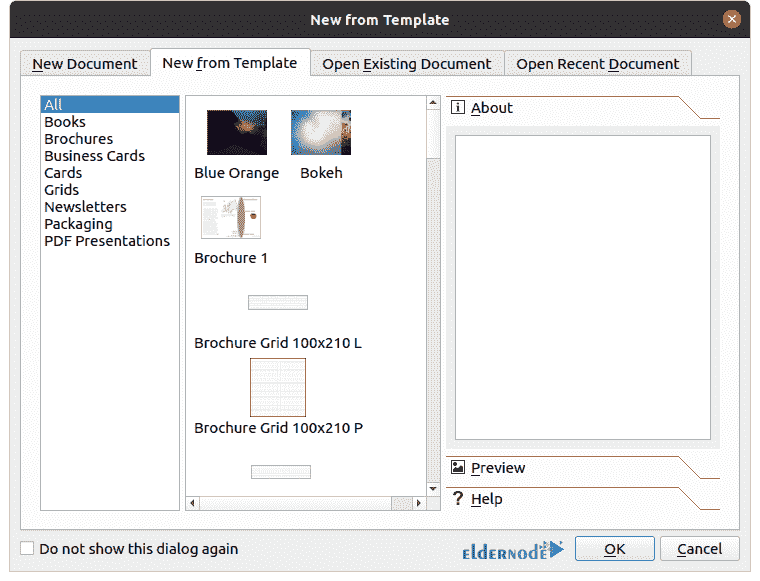 New from Template
New Document
New from Template
Open Existing Document
Open Recent Document
All
Books
Brochures
Business Cards
Cards
Grids
Newsletters
Packaging
PDF Presentations
Blue Orange
Bokeh
Brochure 1
Brochure Grid 100x210 L
Brochure Grid 100x210 P
About
Preview
Help
Do not show this dialog again
eldernode
OK
Cancel